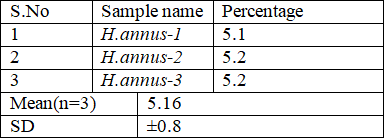 S.No Sample name Percentage
1 H.annus-1 5.1
2 H.annus-2 5.2
3 H.annus-3 5.2
Mean(n=3) 5.16
SD ±0.8